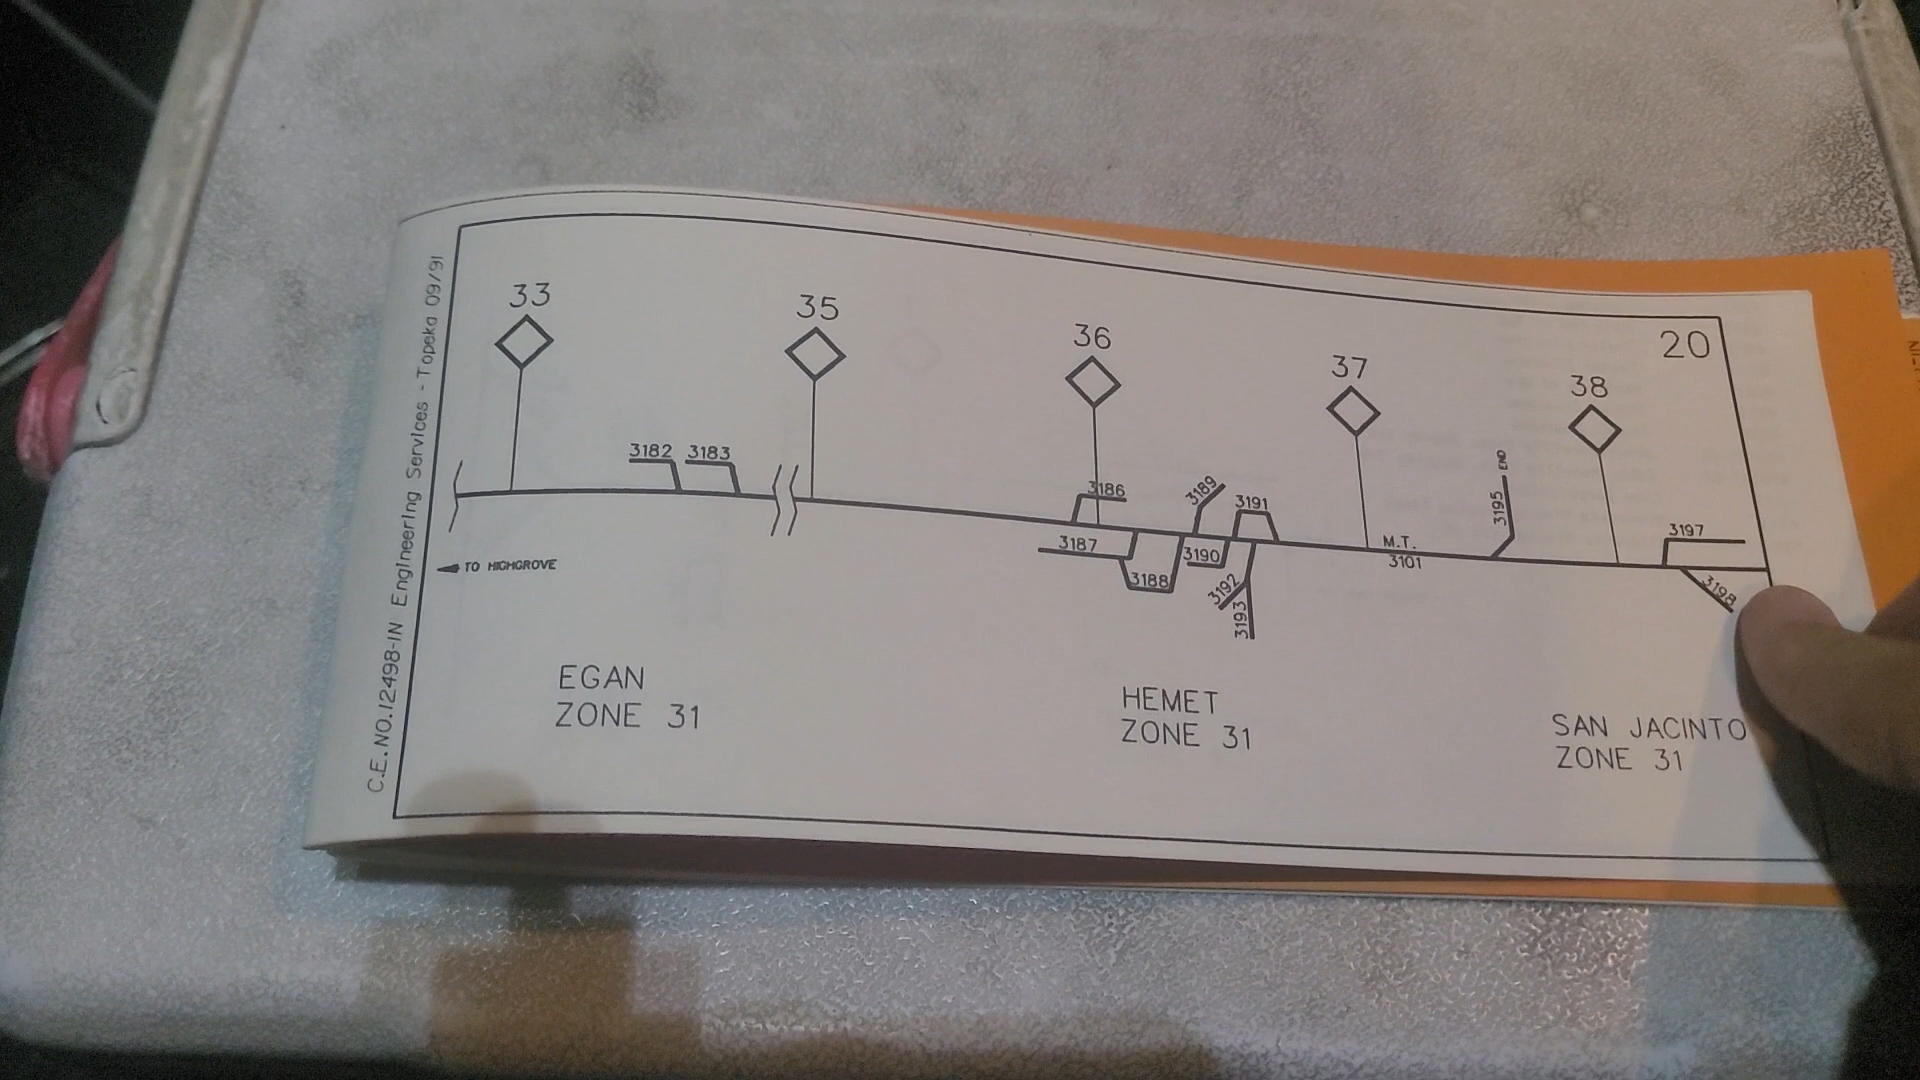 C.E.NO.12498-IN Engineering Services - Topeka 09/91
20
33
35
36
37
38
3182
3183
3186
3187
3188
3189
3190
3191
3192
3193
M.T.
3101
3195 END
3197
3198
TO HIGHGROVE
EGAN
ZONE 31
HEMET
ZONE 31
SAN JACINTO
ZONE 31